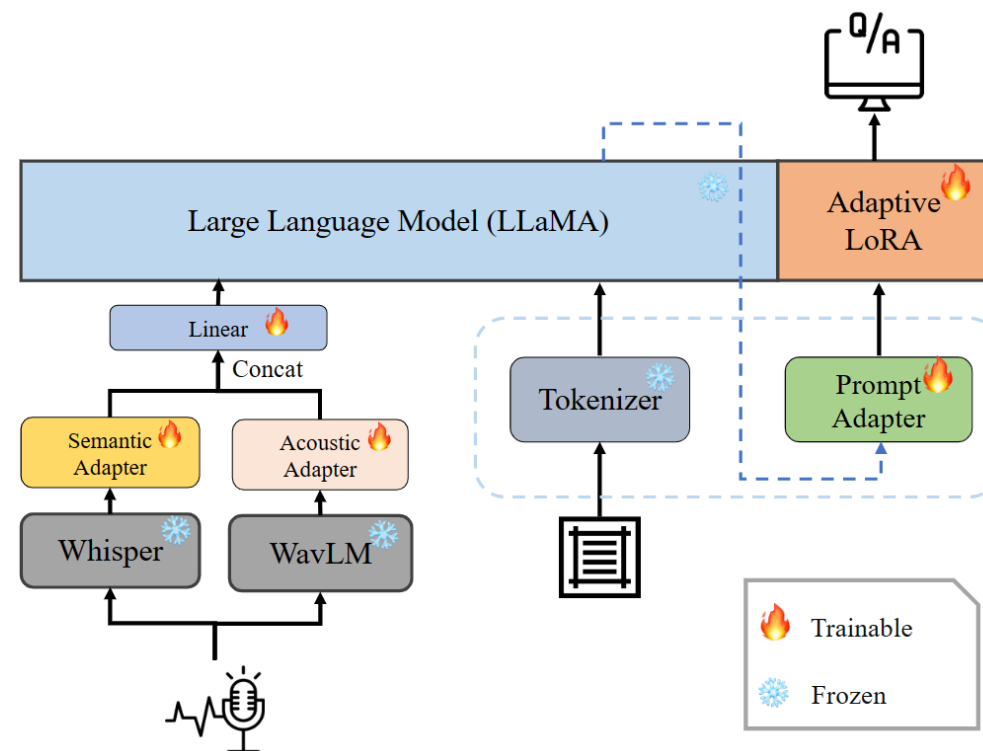 Q/A
Large Language Model (LLaMA)
Adaptive
LoRA
Linear
Concat
Semantic
Adapter
Acoustic
Adapter
Tokenizer
Prompt
Adapter
Whisper
WavLM
Trainable
Frozen